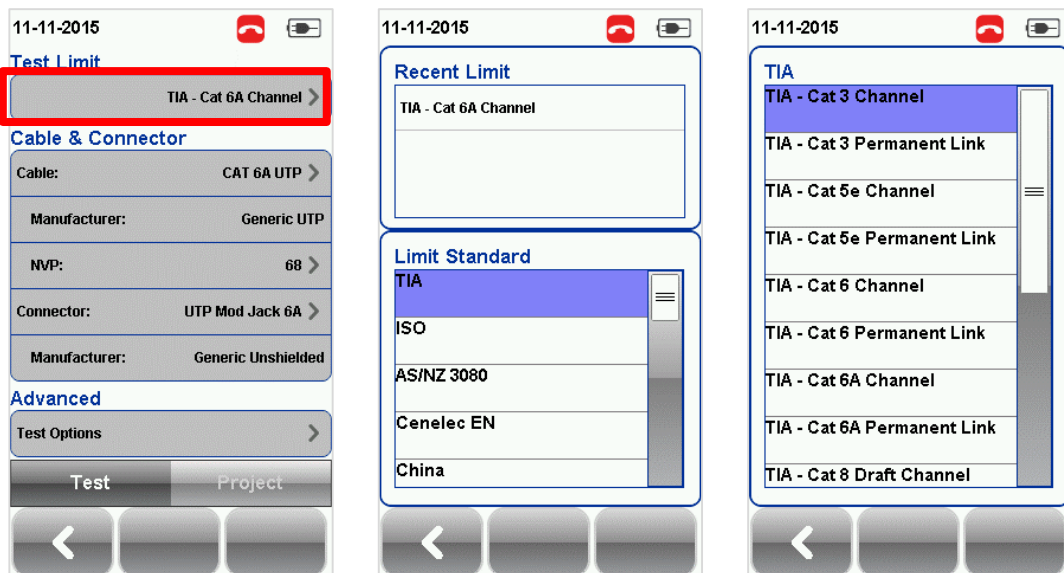 11-11-2015
Test Limit
TIA - Cat 6A Channel
Cable & Connector
Cable: CAT 6A UTP
Manufacturer: Generic UTP
NVP: 68
Connector: UTP Mod Jack 6A
Manufacturer: Generic Unshielded
Advanced
Test Options
Test Project
11-11-2015
Recent Limit
TIA - Cat 6A Channel
Limit Standard
TIA
ISO
AS/NZ 3080
Cenelec EN
China
11-11-2015
TIA
TIA - Cat 3 Channel
TIA - Cat 3 Permanent Link
TIA - Cat 5e Channel
TIA - Cat 5e Permanent Link
TIA - Cat 6 Channel
TIA - Cat 6 Permanent Link
TIA - Cat 6A Channel
TIA - Cat 6A Permanent Link
TIA - Cat 8 Draft Channel